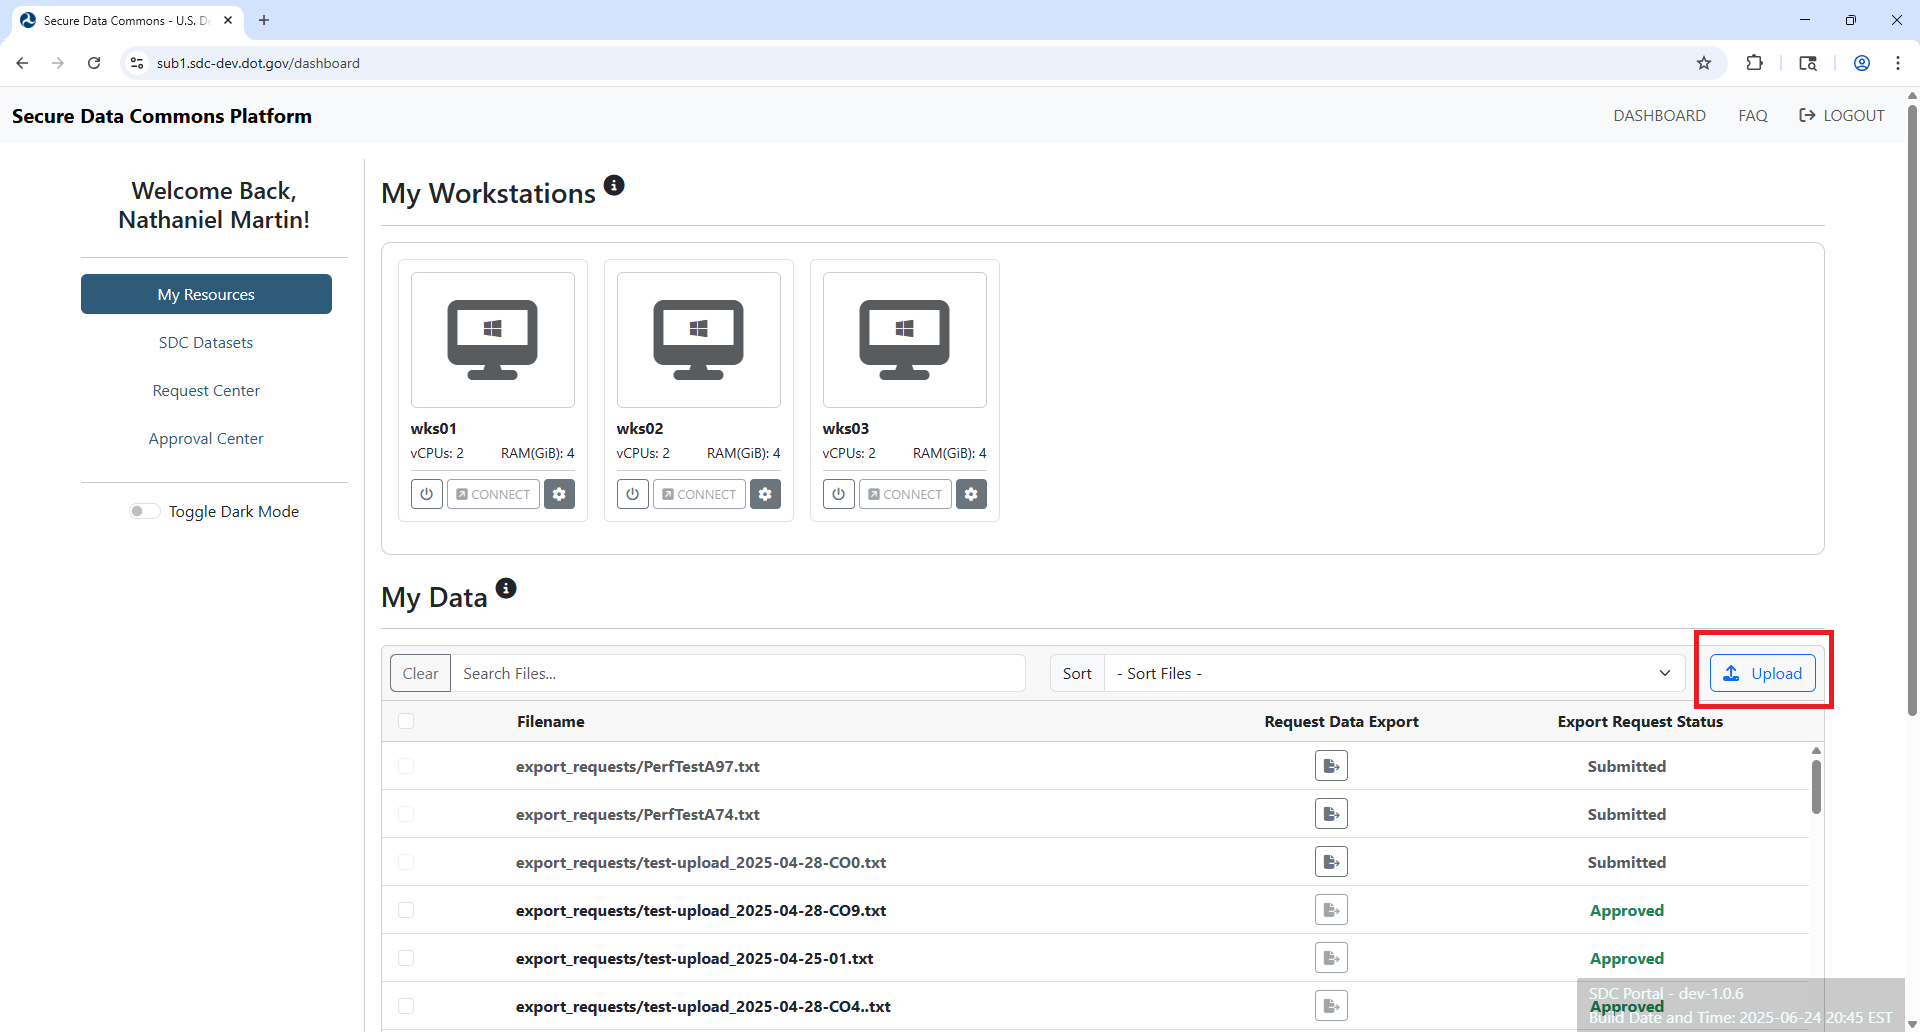 Secure Data Commons - U.S. D
sub1.sdc-dev.dot.gov/dashboard
Secure Data Commons Platform
DASHBOARD FAQ LOGOUT
Welcome Back,
Nathaniel Martin!
My Resources
SDC Datasets
Request Center
Approval Center
Toggle Dark Mode
My Workstations
wks01
vCPUs: 2 RAM(GiB): 4
CONNECT
wks02
vCPUs: 2 RAM(GiB): 4
CONNECT
wks03
vCPUs: 2 RAM(GiB): 4
CONNECT
My Data
Clear Search Files... Sort - Sort Files - Upload
Filename Request Data Export Export Request Status
export_requests/PerfTestA97.txt Submitted
export_requests/PerfTestA74.txt Submitted
export_requests/test-upload_2025-04-28-CO0.txt Submitted
export_requests/test-upload_2025-04-28-CO9.txt Approved
export_requests/test-upload_2025-04-25-01.txt Approved
export_requests/test-upload_2025-04-28-CO4..txt Approved
SDC Portal - dev-1.0.6
Build Date and Time: 2025-06-24 20:45 EST